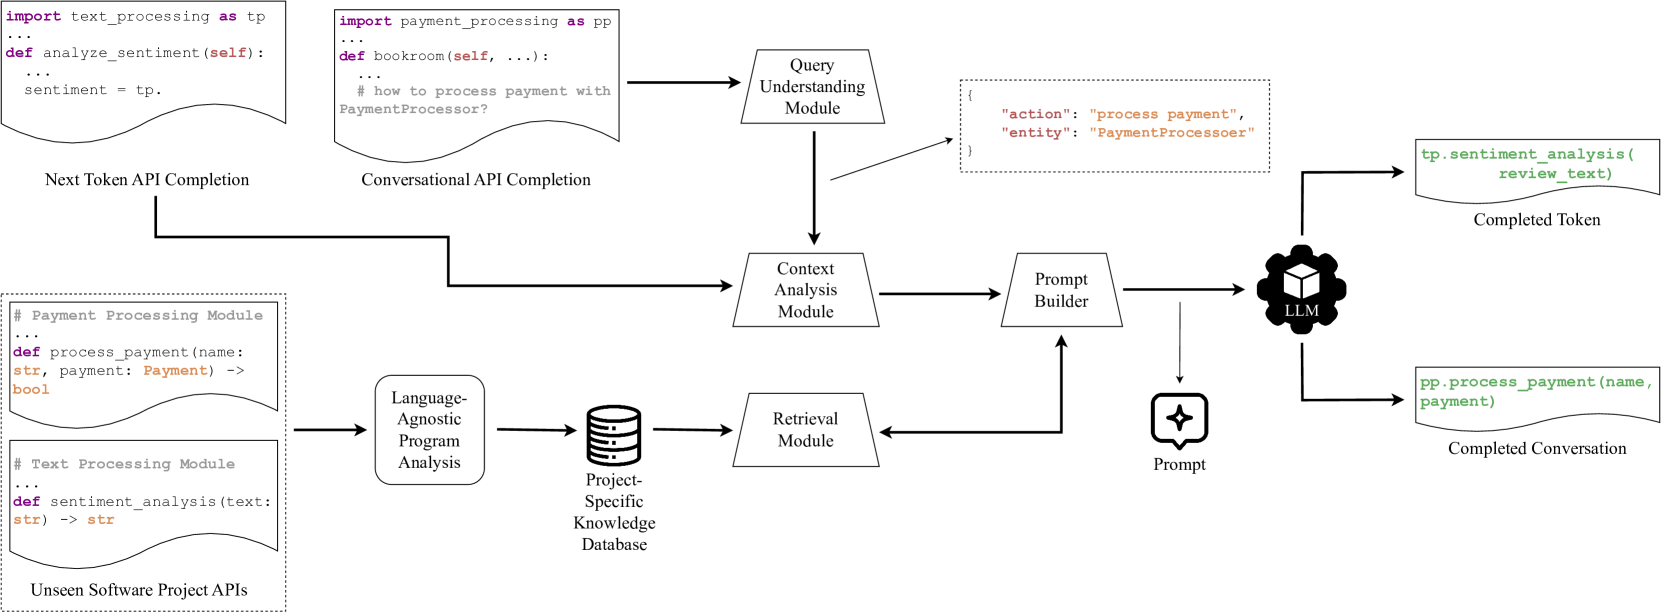 import text_processing as tp
...
def analyze_sentiment(self):
...
sentiment = tp.
Next Token API Completion
import payment_processing as pp
...
def bookroom(self, ...):
...
# how to process payment with
PaymentProcessor?
Conversational API Completion
Query
Understanding
Module
{
"action": "process payment",
"entity": "PaymentProcessoer"
}
Context
Analysis
Module
Prompt
Builder
LLM
tp.sentiment_analysis(
review_text)
Completed Token
pp.process_payment(name,
payment)
Completed Conversation
Prompt
# Payment Processing Module
...
def process_payment(name:
str, payment: Payment) ->
bool
# Text Processing Module
...
def sentiment_analysis(text:
str) -> str
Unseen Software Project APIs
Language-
Agnostic
Program
Analysis
Project-
Specific
Knowledge
Database
Retrieval
Module